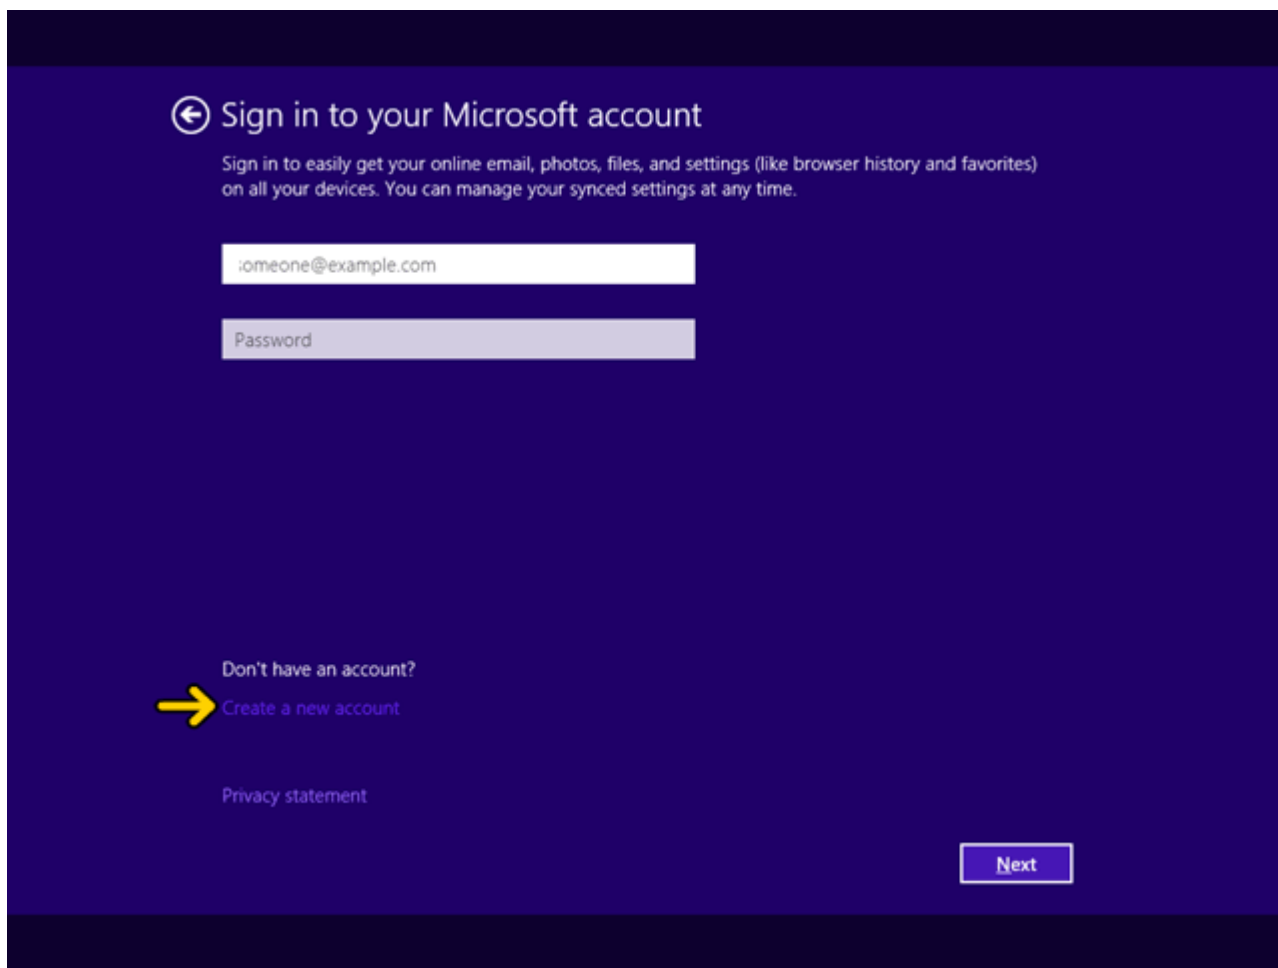 Sign in to your Microsoft account
Sign in to easily get your online email, photos, files, and settings (like browser history and favorites)
on all your devices. You can manage your synced settings at any time.
omeone@example.com
Password
Don't have an account?
Create a new account
Privacy statement
Next